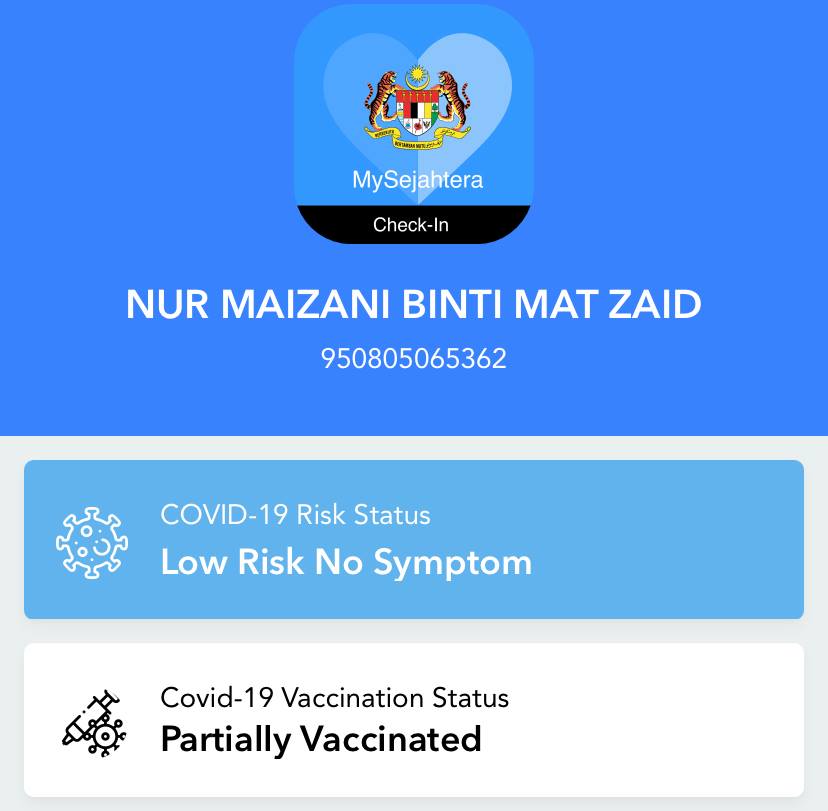 MySejahtera
Check-In
NUR MAIZANI BINTI MAT ZAID
950805065362
COVID-19 Risk Status
Low Risk No Symptom
Covid-19 Vaccination Status
Partially Vaccinated